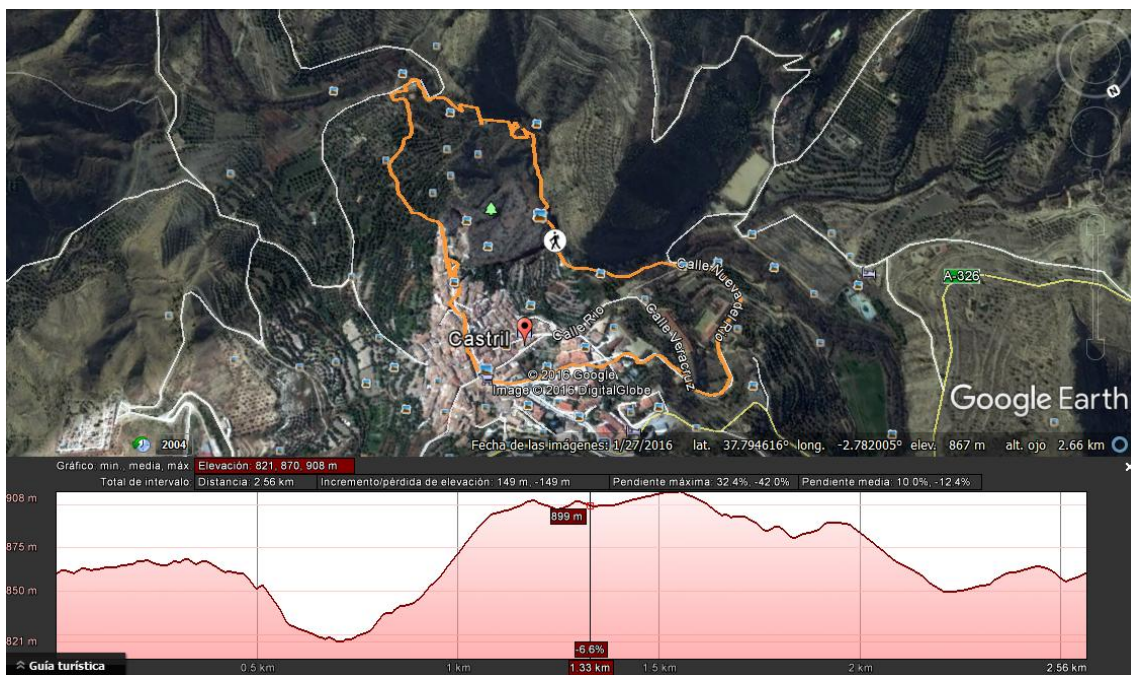 Calle Nueva del Río
A-326
Castril
Calle Río
Calle Veracruz
© 2016 Google
Image © 2016 DigitalGlobe
Google Earth
2004
Fecha de las imágenes: 1/27/2016 lat. 37.794616° long. -2.782005° elev. 867 m alt. ojo 2.66 km
Gráfico: min., media, máx Elevación: 821, 870, 908 m
Total de intervalo: Distancia: 2.56 km Incremento/pérdida de elevación: 149 m, -149 m Pendiente máxima: 32.4%, -42.0% Pendiente media: 10.0%, -12.4%
908 m
899 m
875 m
850 m
821 m
-6.6%
Guía turística
0.5 km 1 km 1.33 km 1.5 km 2 km 2.56 km